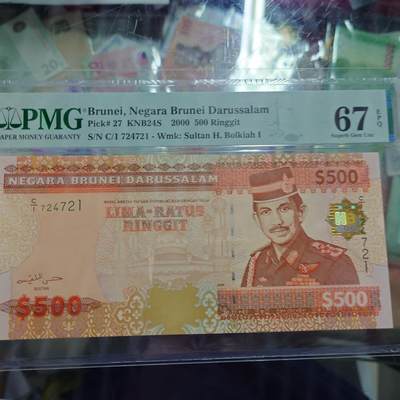 PMG
PAPER MONEY GUARANTY
Brunei, Negara Brunei Darussalam
Pick# 27 KNB24S 2000 500 Ringgit
S/N C/1 724721 - Wmk: Sultan H. Bolkiah I
67 EPQ
Superb Gem Unc
NEGARA BRUNEI DARUSSALAM
$500
C/1 724721
LIMA-RATUS
RINGGIT
721
$500
$500